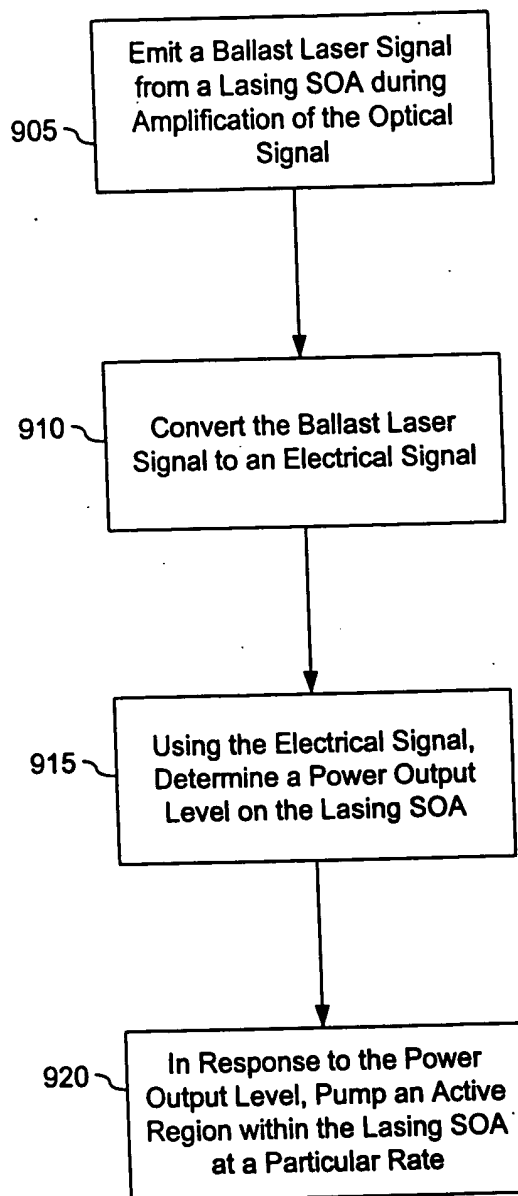 905
Emit a Ballast Laser Signal
from a Lasing SOA during
Amplification of the Optical
Signal
910
Convert the Ballast Laser
Signal to an Electrical Signal
915
Using the Electrical Signal,
Determine a Power Output
Level on the Lasing SOA
920
In Response to the Power
Output Level, Pump an Active
Region within the Lasing SOA
at a Particular Rate